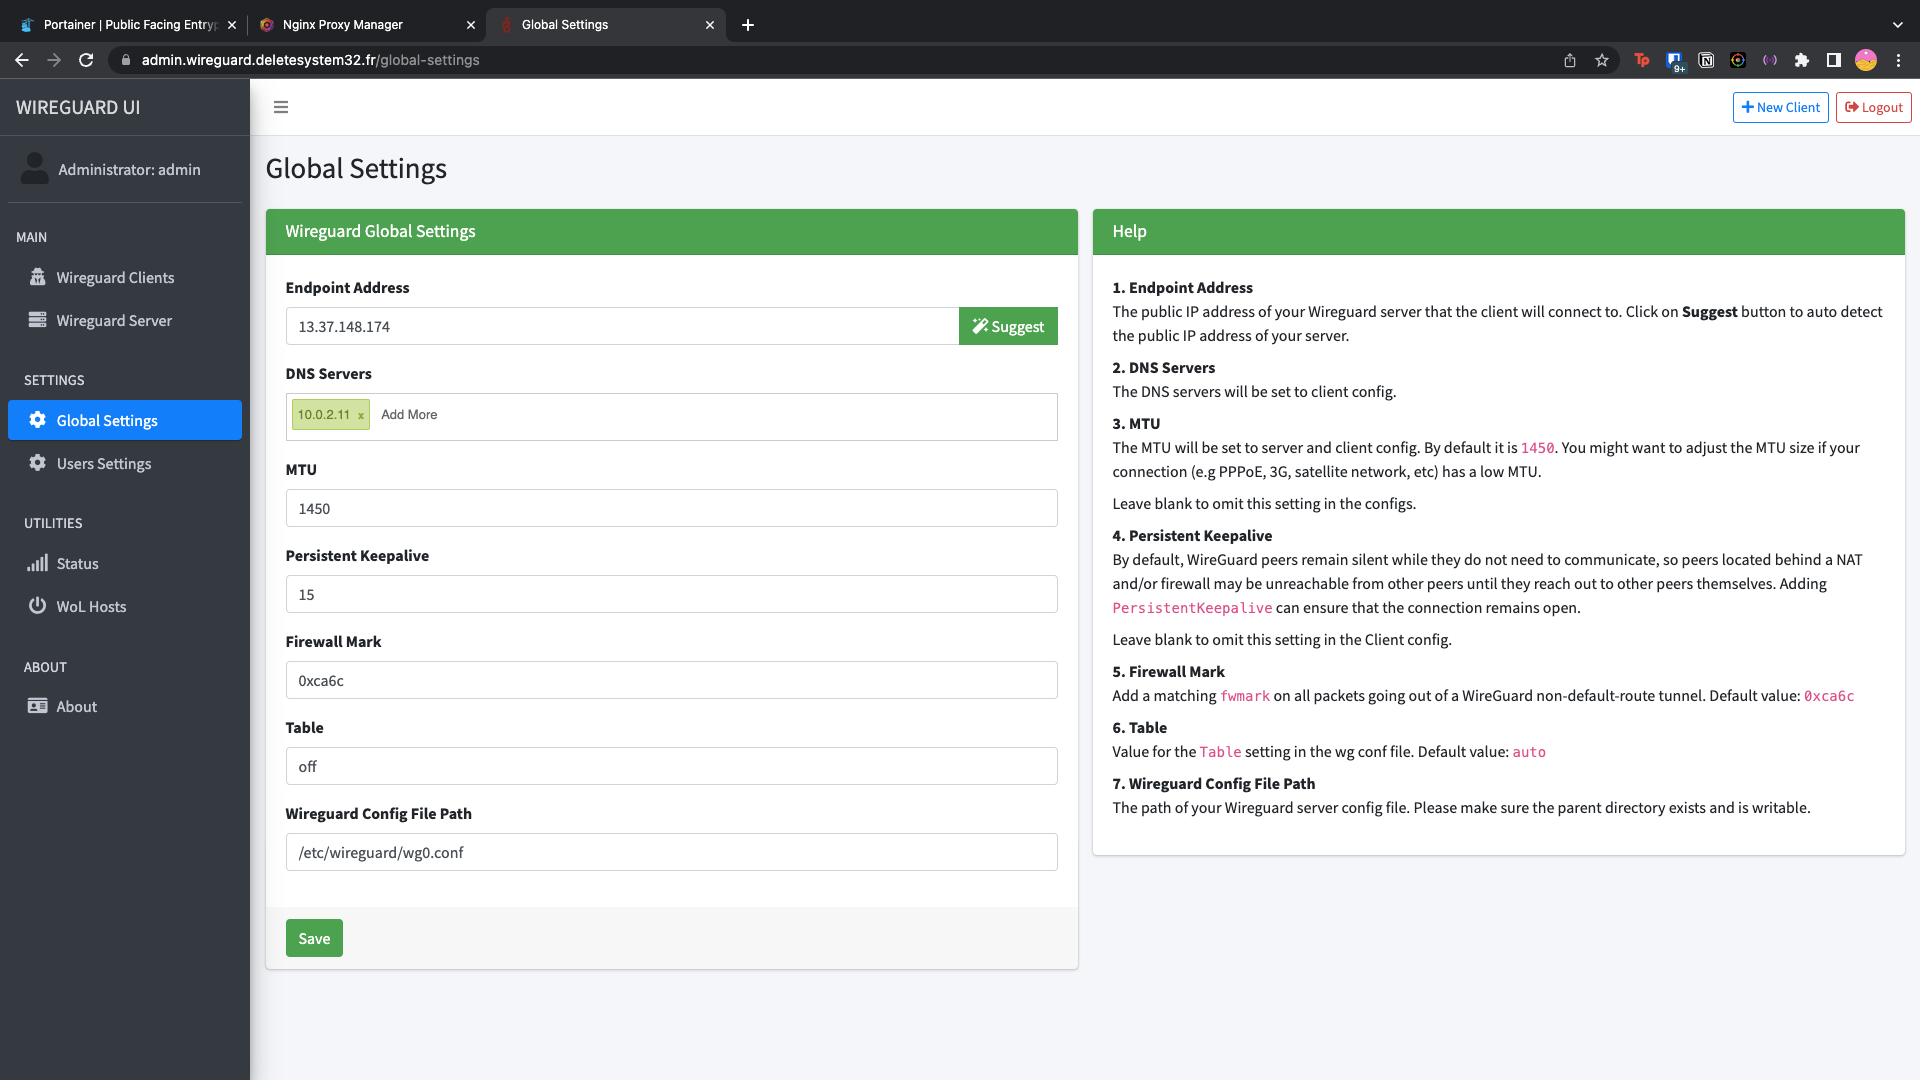 Portainer | Public Facing Entryp
Nginx Proxy Manager
Global Settings
admin.wireguard.deletesystem32.fr/global-settings
Tp
9+
WIREGUARD UI
New Client
Logout
Administrator: admin
MAIN
Wireguard Clients
Wireguard Server
SETTINGS
Global Settings
Users Settings
UTILITIES
Status
WoL Hosts
ABOUT
About
Global Settings
Wireguard Global Settings
Endpoint Address
13.37.148.174
Suggest
DNS Servers
10.0.2.11 x Add More
MTU
1450
Persistent Keepalive
15
Firewall Mark
0xca6c
Table
off
Wireguard Config File Path
/etc/wireguard/wg0.conf
Save
Help
1. Endpoint Address
The public IP address of your Wireguard server that the client will connect to. Click on Suggest button to auto detect
the public IP address of your server.
2. DNS Servers
The DNS servers will be set to client config.
3. MTU
The MTU will be set to server and client config. By default it is 1450. You might want to adjust the MTU size if your
connection (e.g PPPoE, 3G, satellite network, etc) has a low MTU.
Leave blank to omit this setting in the configs.
4. Persistent Keepalive
By default, WireGuard peers remain silent while they do not need to communicate, so peers located behind a NAT
and/or firewall may be unreachable from other peers until they reach out to other peers themselves. Adding
PersistentKeepalive can ensure that the connection remains open.
Leave blank to omit this setting in the Client config.
5. Firewall Mark
Add a matching fwmark on all packets going out of a WireGuard non-default-route tunnel. Default value: 0xca6c
6. Table
Value for the Table setting in the wg conf file. Default value: auto
7. Wireguard Config File Path
The path of your Wireguard server config file. Please make sure the parent directory exists and is writable.